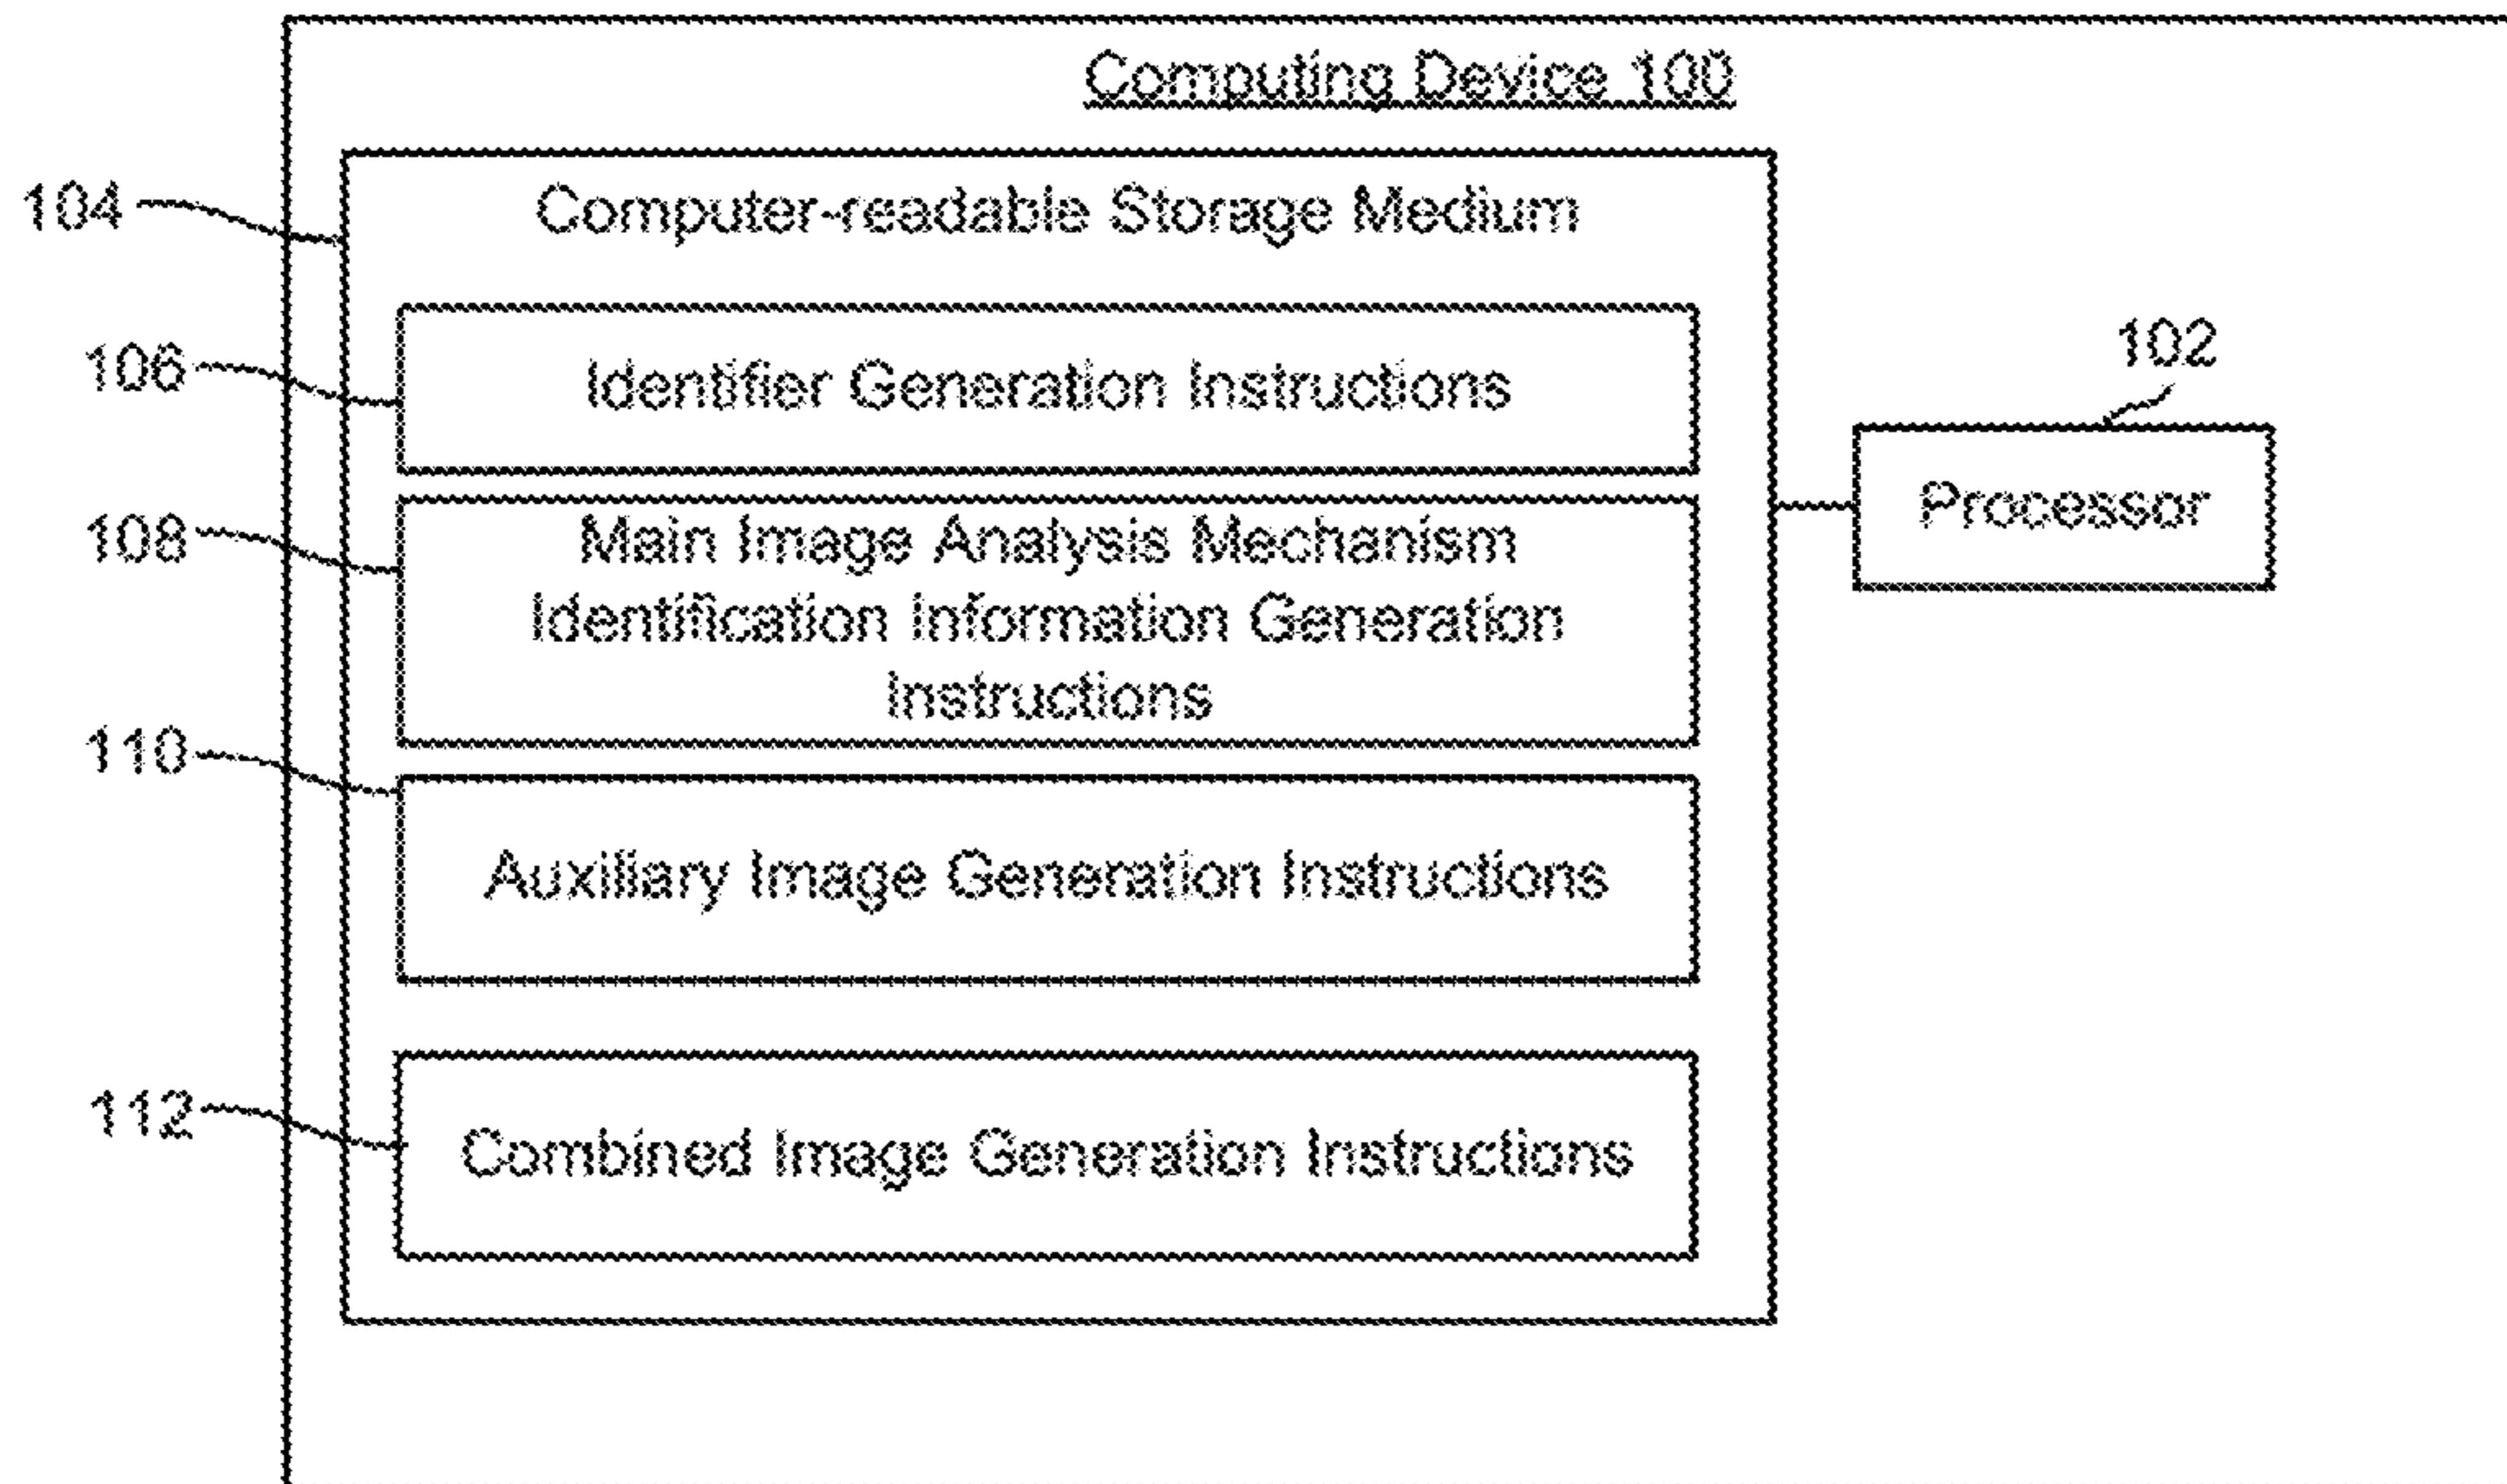 Computing Device 100
104
Computer-readable Storage Medium
106
Identifier Generation Instructions
102
Processor
108
Main Image Analysis Mechanism
Identification Information Generation
Instructions
110
Auxiliary Image Generation Instructions
112
Combined Image Generation Instructions